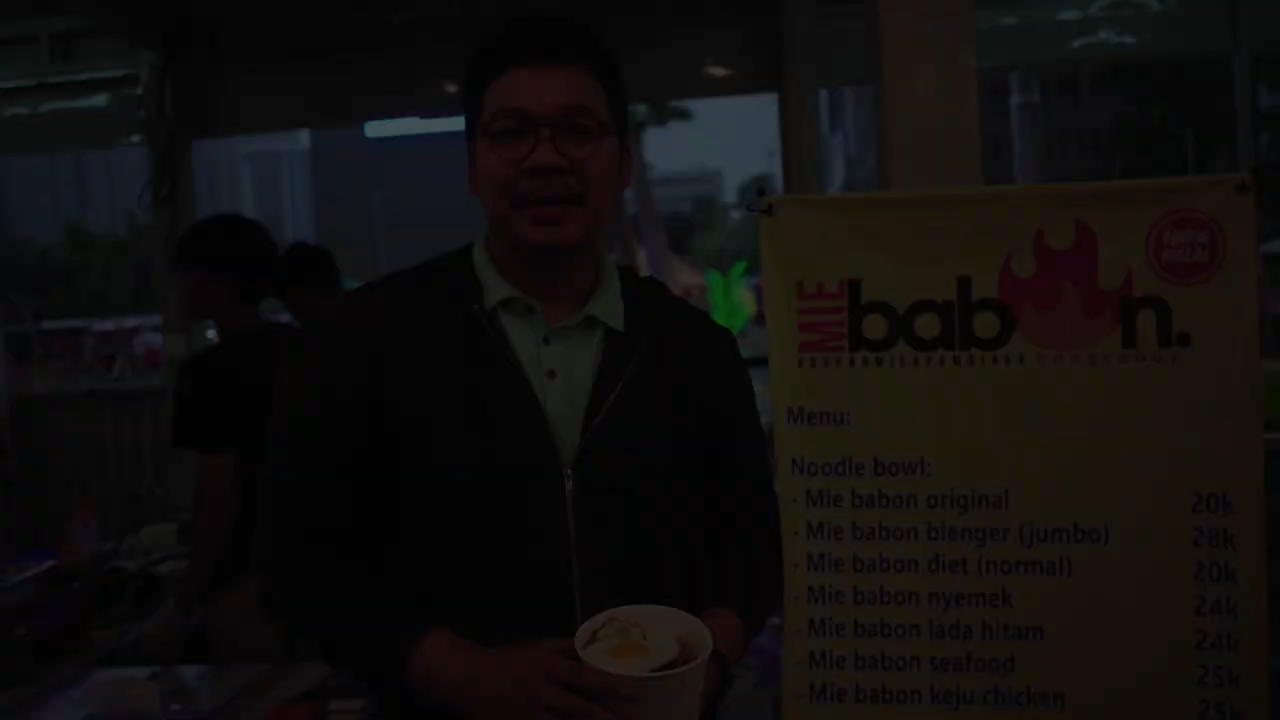 MIE babon.
Menu:
Noodle bowl:
- Mie babon original 20k
- Mie babon blenger (jumbo) 28k
- Mie babon diet (normal) 20k
- Mie babon nyemek 24k
- Mie babon lada hitam 24k
- Mie babon seafood 25k
- Mie babon keju chicken 25k